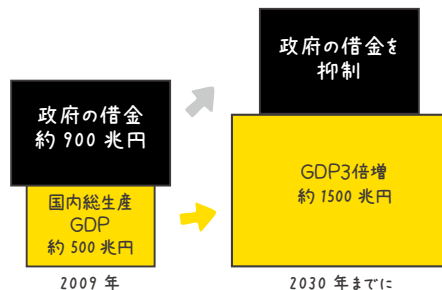 政府の借金
約 900 兆円
国内総生産
GDP
約 500 兆円
2009 年
政府の借金を
抑制
GDP3倍増
約 1500 兆円
2030 年までに